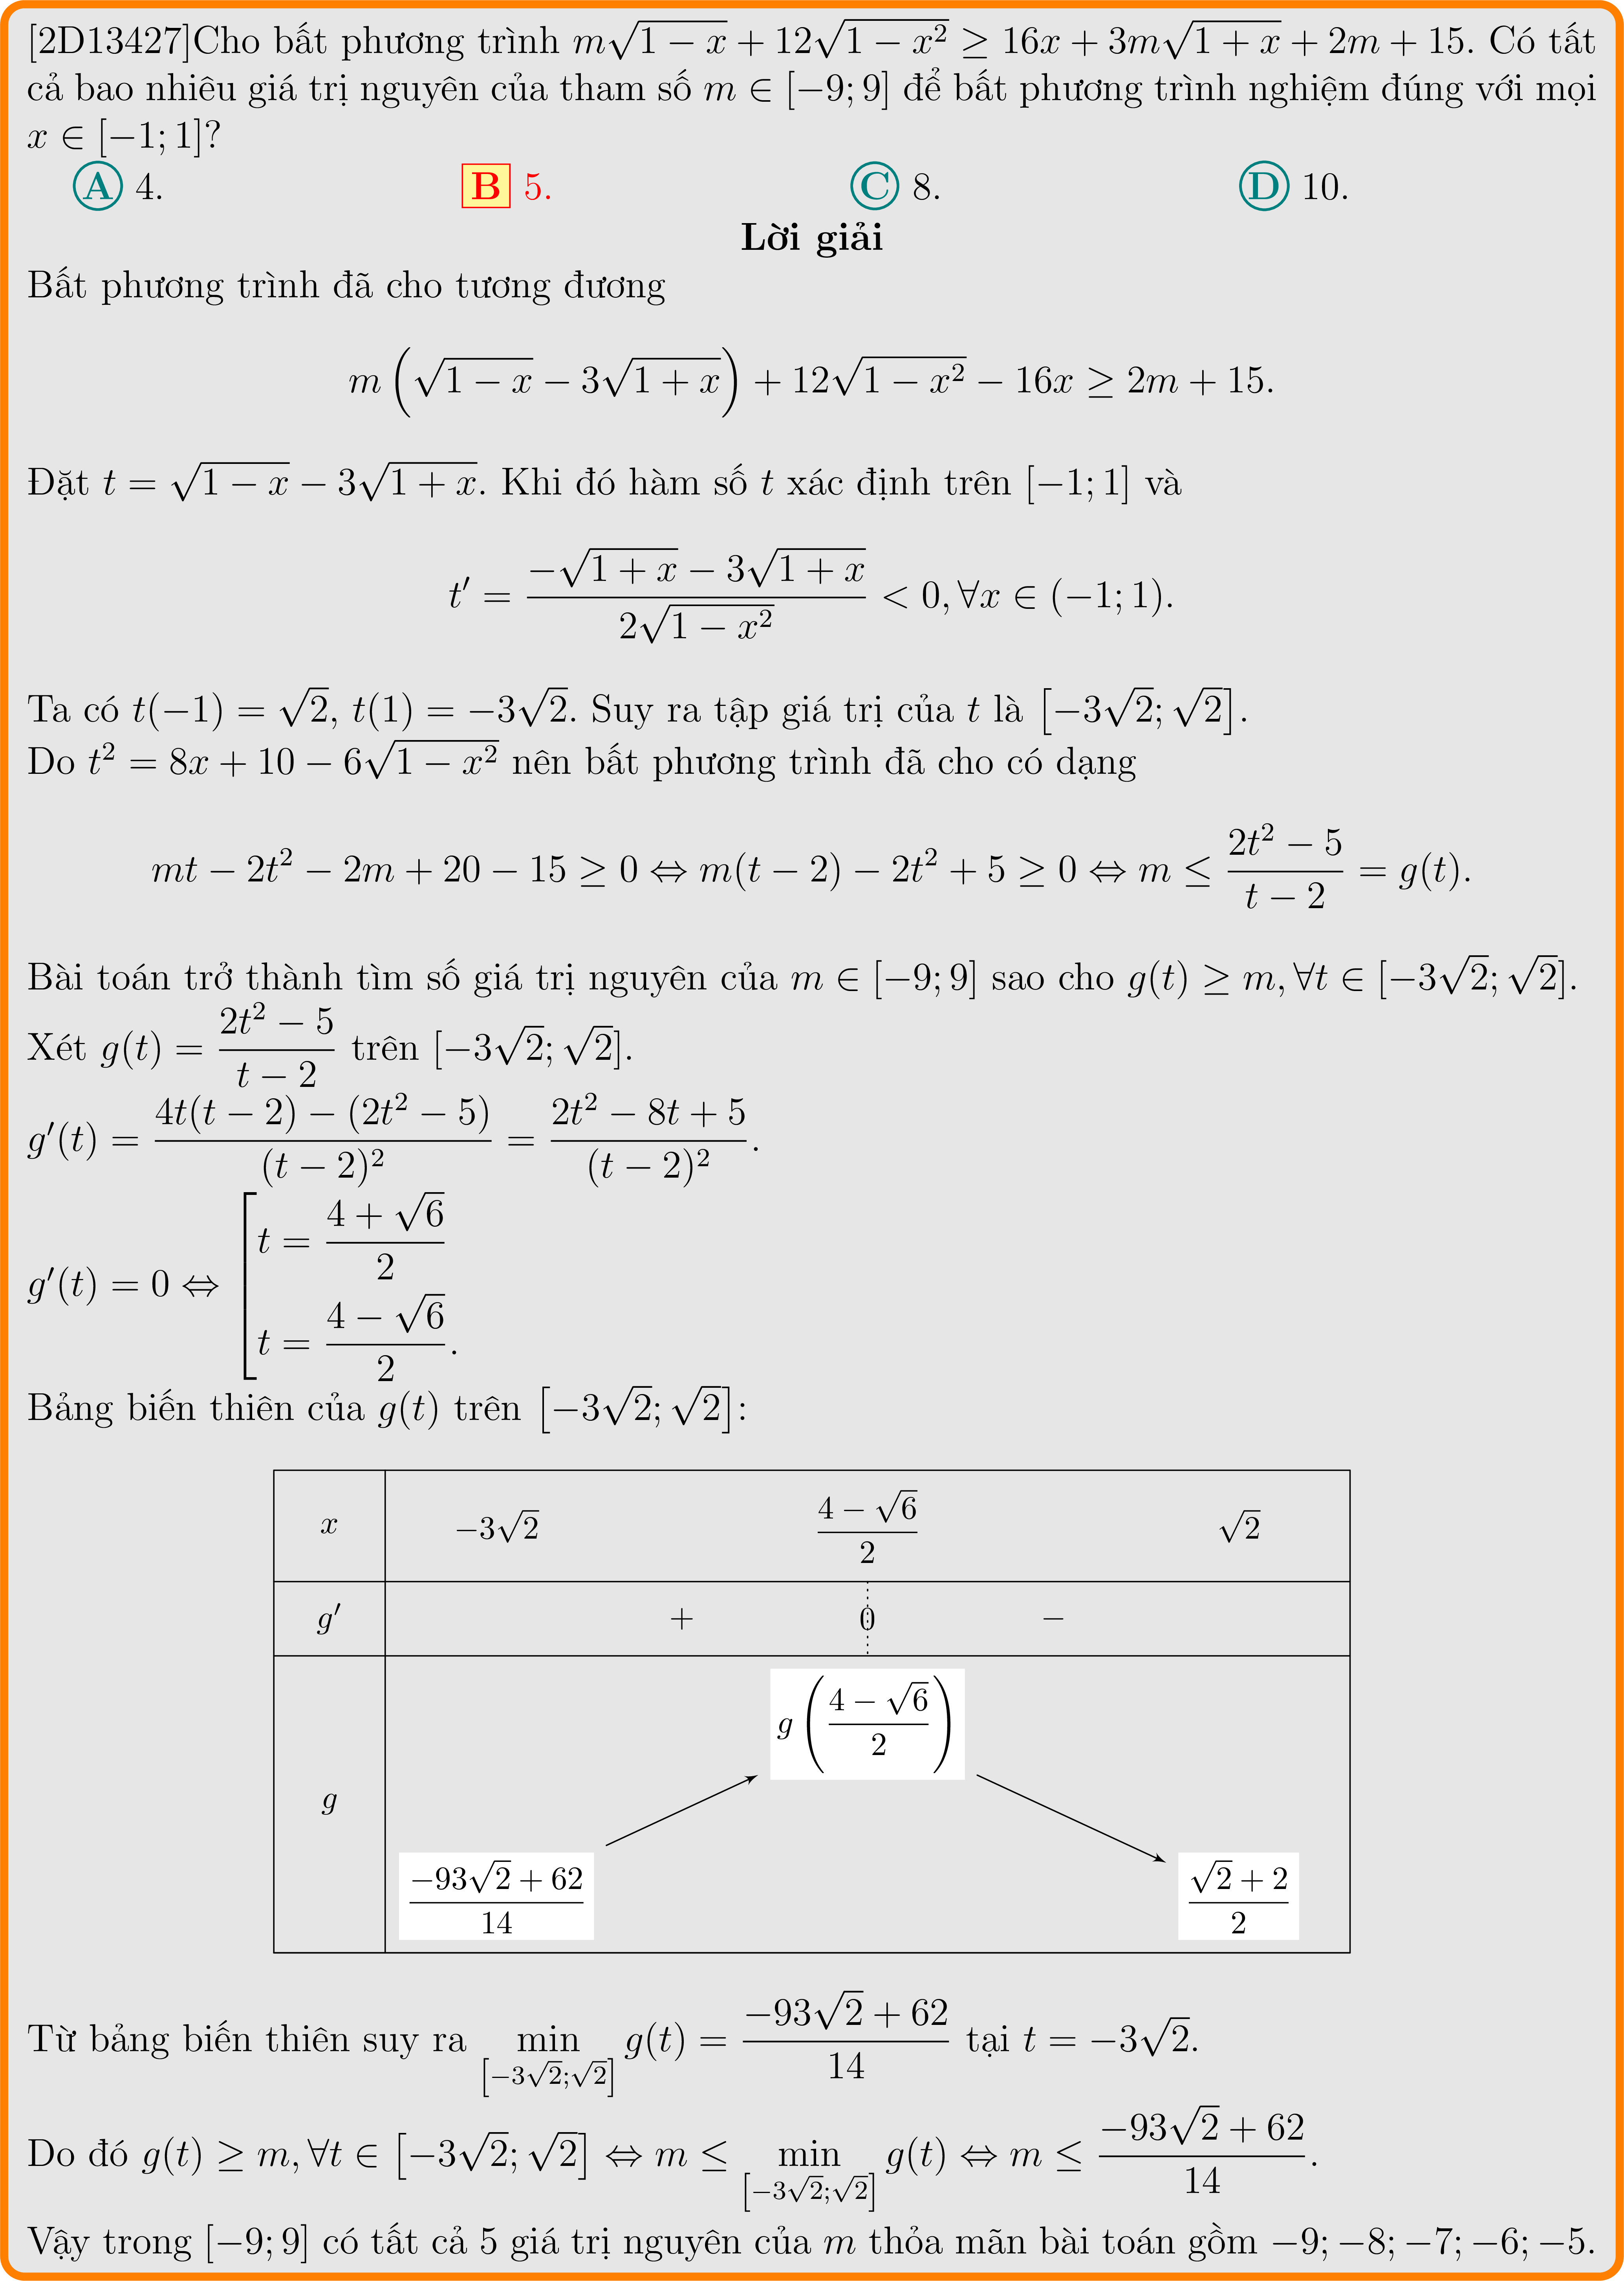 [2D13427]Cho bất phương trình $m\sqrt{1-x}+12\sqrt{1-x^2} \geq 16x+3m\sqrt{1+x}+2m+15$. Có tất
cả bao nhiêu giá trị nguyên của tham số $m \in [-9;9]$ để bất phương trình nghiệm đúng với mọi
$x \in [-1;1]$?
A 4. B 5. C 8. D 10.
Lời giải
Bất phương trình đã cho tương đương
$m\left(\sqrt{1-x}-3\sqrt{1+x}\right)+12\sqrt{1-x^2}-16x \geq 2m+15.$
Đặt $t=\sqrt{1-x}-3\sqrt{1+x}$. Khi đó hàm số $t$ xác định trên $[-1;1]$ và
$t'=\dfrac{-\sqrt{1+x}-3\sqrt{1+x}}{2\sqrt{1-x^2}}<0, \forall x \in (-1;1).$
Ta có $t(-1)=\sqrt{2}$, $t(1)=-3\sqrt{2}$. Suy ra tập giá trị của $t$ là $\left[-3\sqrt{2};\sqrt{2}\right]$.
Do $t^2=8x+10-6\sqrt{1-x^2}$ nên bất phương trình đã cho có dạng
$mt-2t^2-2m+20-15 \geq 0 \Leftrightarrow m(t-2)-2t^2+5 \geq 0 \Leftrightarrow m \leq \dfrac{2t^2-5}{t-2}=g(t).$
Bài toán trở thành tìm số giá trị nguyên của $m \in [-9;9]$ sao cho $g(t) \geq m, \forall t \in [-3\sqrt{2};\sqrt{2}]$.
Xét $g(t)=\dfrac{2t^2-5}{t-2}$ trên $[-3\sqrt{2};\sqrt{2}]$.
$g'(t)=\dfrac{4t(t-2)-(2t^2-5)}{(t-2)^2}=\dfrac{2t^2-8t+5}{(t-2)^2}.$
$g'(t)=0 \Leftrightarrow \left[\begin{array}{l} t=\dfrac{4+\sqrt{6}}{2} \\ t=\dfrac{4-\sqrt{6}}{2}. \end{array}\right.$
Bảng biến thiên của $g(t)$ trên $\left[-3\sqrt{2};\sqrt{2}\right]$:
$x$ $-3\sqrt{2}$ $\dfrac{4-\sqrt{6}}{2}$ $\sqrt{2}$
$g'$ $+$ $0$ $-$
$g\left(\dfrac{4-\sqrt{6}}{2}\right)$
$g$
$\dfrac{-93\sqrt{2}+62}{14}$ $\dfrac{\sqrt{2}+2}{2}$
Từ bảng biến thiên suy ra $\min\limits_{\left[-3\sqrt{2};\sqrt{2}\right]} g(t)=\dfrac{-93\sqrt{2}+62}{14}$ tại $t=-3\sqrt{2}$.
Do đó $g(t) \geq m, \forall t \in \left[-3\sqrt{2};\sqrt{2}\right] \Leftrightarrow m \leq \min\limits_{\left[-3\sqrt{2};\sqrt{2}\right]} g(t) \Leftrightarrow m \leq \dfrac{-93\sqrt{2}+62}{14}$.
Vậy trong $[-9;9]$ có tất cả 5 giá trị nguyên của $m$ thỏa mãn bài toán gồm $-9;-8;-7;-6;-5$.